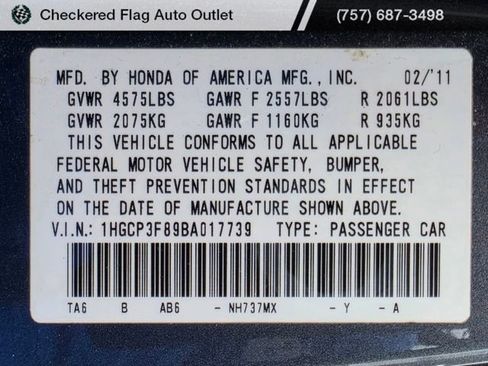 Checkered Flag Auto Outlet (757) 687-3498
MFD. BY HONDA OF AMERICA MFG., INC. 02/'11
GVWR 4575LBS GAWR F 2557LBS R 2061LBS
GVWR 2075KG GAWR F 1160KG R 935KG
THIS VEHICLE CONFORMS TO ALL APPLICABLE
FEDERAL MOTOR VEHICLE SAFETY, BUMPER,
AND THEFT PREVENTION STANDARDS IN EFFECT
ON THE DATE OF MANUFACTURE SHOWN ABOVE.
V.I.N.: 1HGCP3F89BA017739 TYPE: PASSENGER CAR
TA6 B AB6 - NH737MX - Y - A